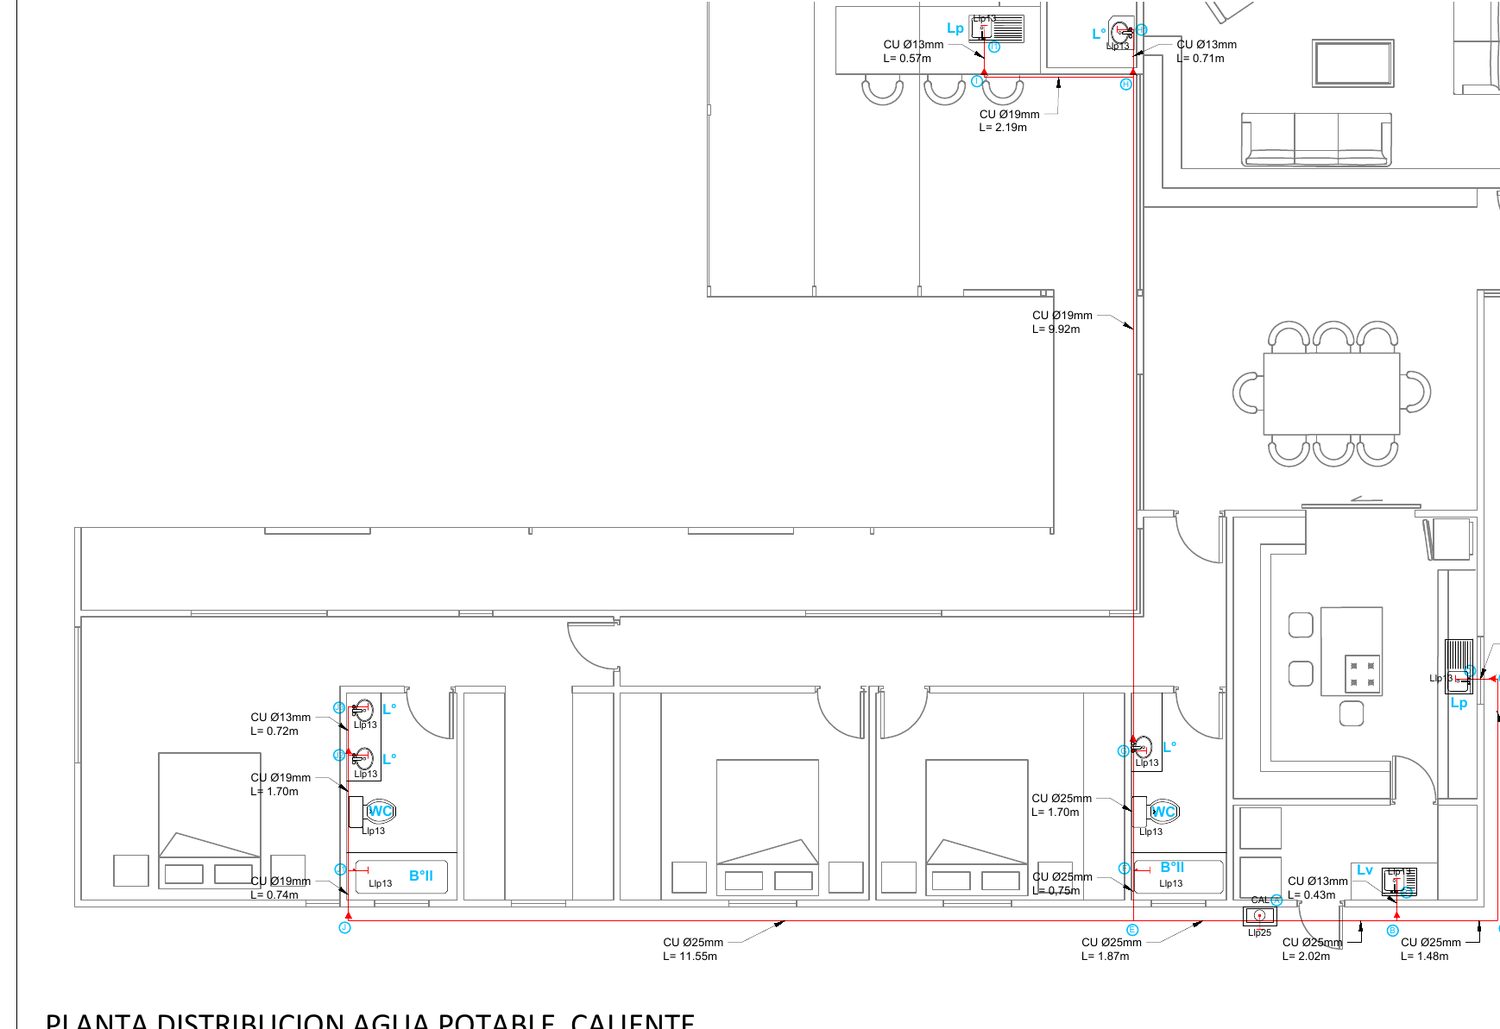 Llp13
Lp
CU Ø13mm
L= 0.57m
I
L°
Llp13
CU Ø13mm
L= 0.71m
H
CU Ø19mm
L= 2.19m
CU Ø19mm
L= 9.92m
CU Ø13mm
L= 0.72m
L°
Llp13
L°
Llp13
CU Ø19mm
L= 1.70m
WC
Llp13
CU Ø19mm
L= 0.74m
B°II
Llp13
J
L°
Llp13
G
CU Ø25mm
L= 1.70m
WC
Llp13
CU Ø25mm
L= 0,75m
B°II
Llp13
F
E
Llp13
Lp
Lv
CU Ø13mm
L= 0.43m
CAL
A
Llp25
B
CU Ø25mm
L= 11.55m
CU Ø25mm
L= 1.87m
CU Ø25mm
L= 2.02m
CU Ø25mm
L= 1.48m
PLANTA DISTRIBUCION AGUA POTABLE CALIENTE